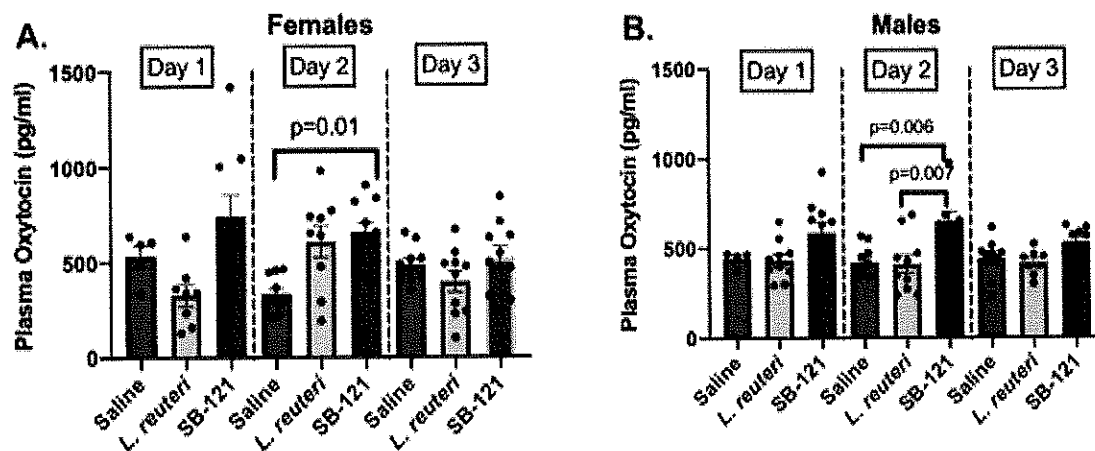 A.
Females
Day 1
Day 2
Day 3
Plasma Oxytocin (pg/ml)
1500
1000
500
0
p=0.01
Saline
L. reuteri
SB-121
Saline
L. reuteri
SB-121
Saline
L. reuteri
SB-121
B.
Males
Day 1
Day 2
Day 3
Plasma Oxytocin (pg/ml)
1500
1000
500
0
p=0.006
p=0.007
Saline
L. reuteri
SB-121
Saline
L. reuteri
SB-121
Saline
L. reuteri
SB-121